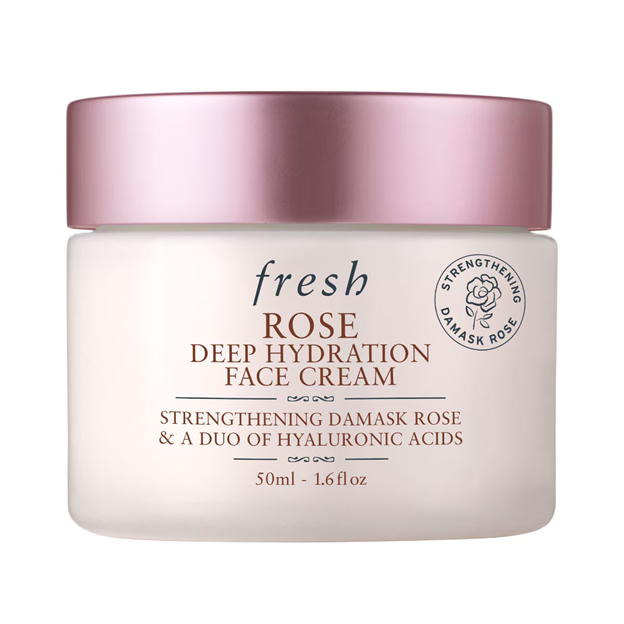 fresh
ROSE
DEEP HYDRATION
FACE CREAM
STRENGTHENING DAMASK ROSE
& A DUO OF HYALURONIC ACIDS
50ml - 1.6 fl oz
STRENGTHENING
DAMASK ROSE